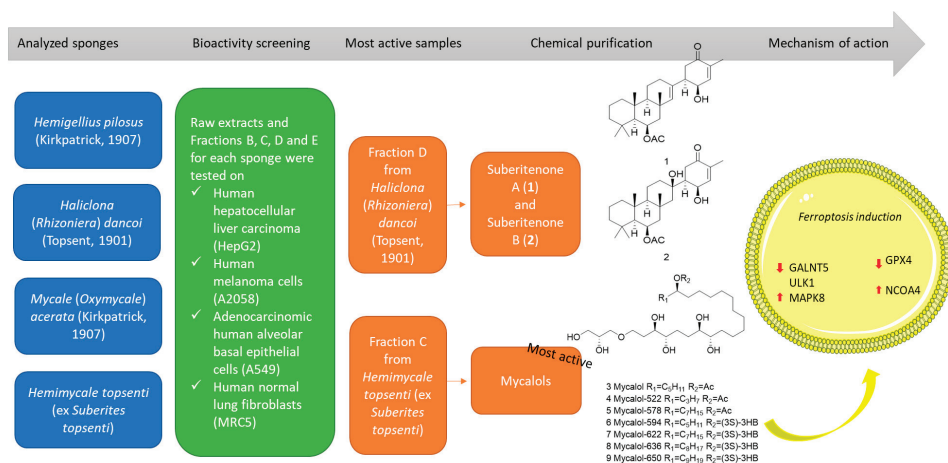 Analyzed sponges
Bioactivity screening
Most active samples
Chemical purification
Mechanism of action
Hemigellius pilosus
(Kirkpatrick, 1907)
Haliclona
(Rhizoniera) dancoi
(Topsent, 1901)
Mycale (Oxymycale)
acerata (Kirkpatrick,
1907)
Hemimycale topsenti
(ex Suberites
topsenti)
Raw extracts and
Fractions B, C, D and E
for each sponge were
tested on
✓ Human
hepatocellular
liver carcinoma
(HepG2)
✓ Human
melanoma cells
(A2058)
✓ Adenocarcinomic
human alveolar
basal epithelial
cells (A549)
✓ Human normal
lung fibroblasts
(MRC5)
Fraction D
from
Haliclona
(Rhizoniera)
dancoi
(Topsent,
1901)
Fraction C
from
Hemimycale
topsenti (ex
Suberites
topsenti)
Suberitenone
A (1)
and
Suberitenone
B (2)
Mycalols
O
H
H
OH
H
OAC
1
O
OH
H
H
OH
H
OAC
2
OR2
R1
HO
OH
O
OH
OH
OH
OH
Most active
3 Mycalol R1=C5H11 R2=Ac
4 Mycalol-522 R1=C3H7 R2=Ac
5 Mycalol-578 R1=C7H15 R2=Ac
6 Mycalol-594 R1=C5H11 R2=(3S)-3HB
7 Mycalol-622 R1=C7H15 R2=(3S)-3HB
8 Mycalol-636 R1=C8H17 R2=(3S)-3HB
9 Mycalol-650 R1=C9H19 R2=(3S)-3HB
Ferroptosis induction
GALNT5
ULK1
MAPK8
GPX4
NCOA4